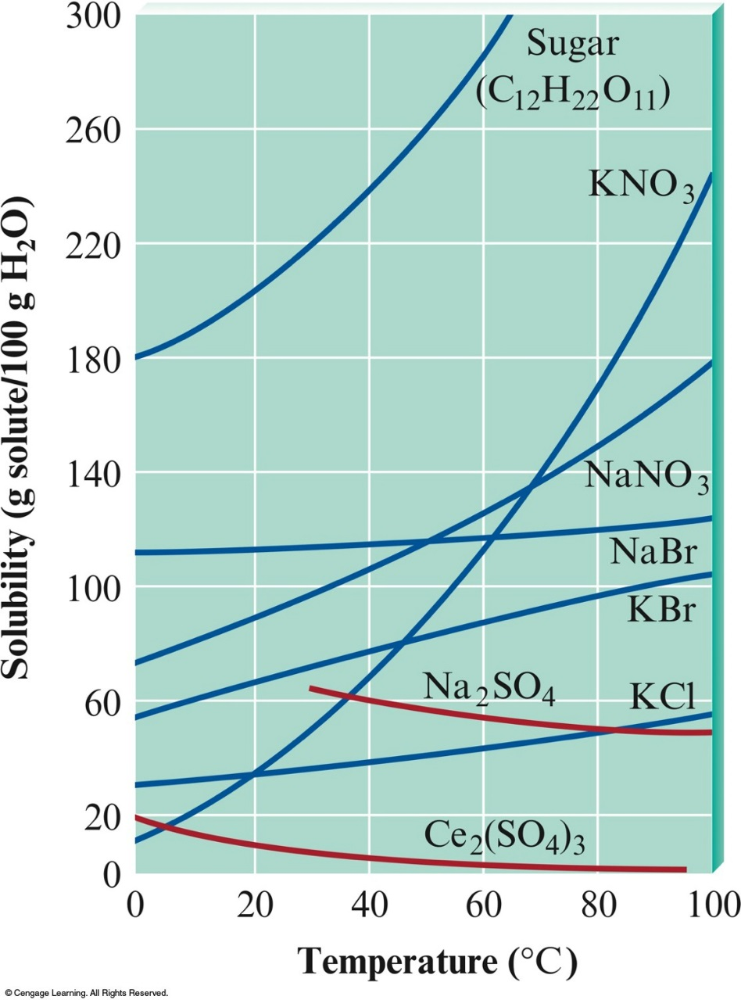 300
Sugar
(C₁₂H₂₂O₁₁)
260
KNO₃
220
180
140
NaNO₃
NaBr
100
KBr
Na₂SO₄
KCl
60
20
Ce₂(SO₄)₃
0
Solubility (g solute/100 g H₂O)
0 20 40 60 80 100
Temperature (°C)
© Cengage Learning. All Rights Reserved.